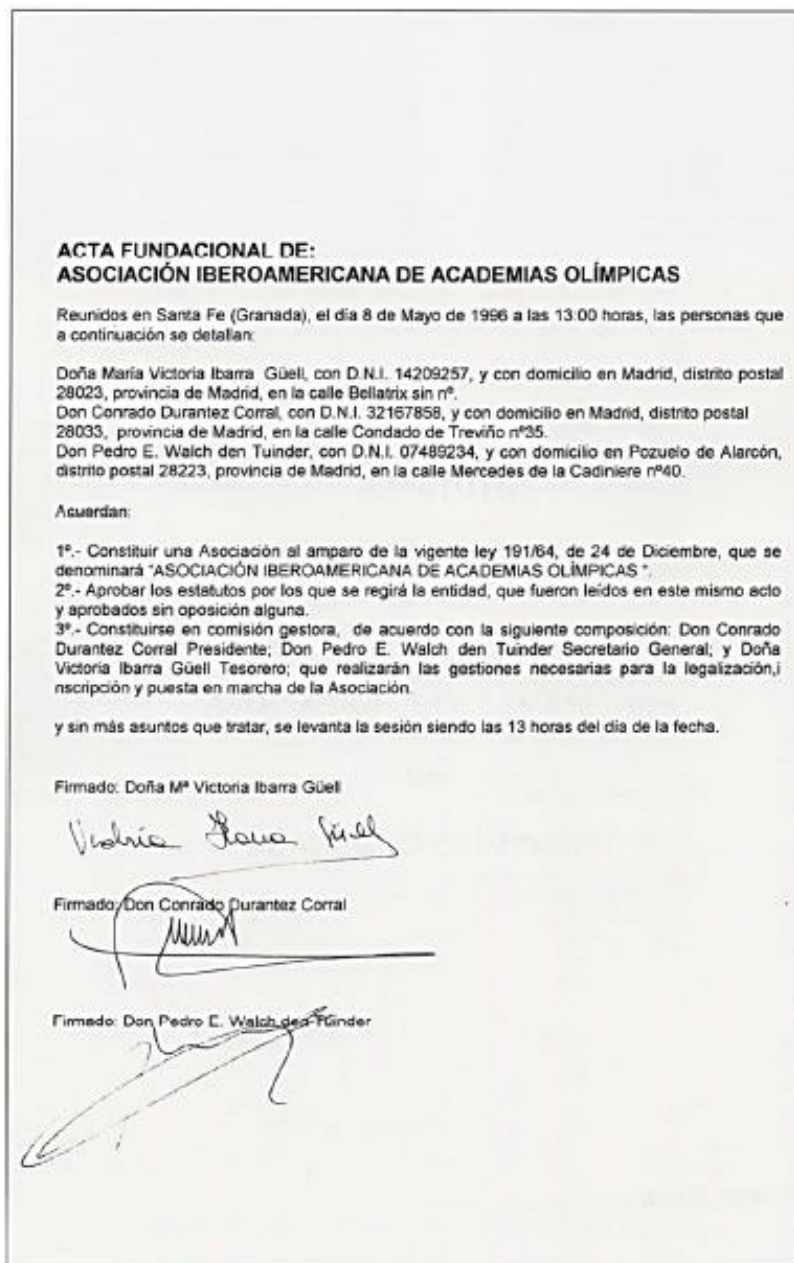 ACTA FUNDACIONAL DE:
ASOCIACIÓN IBEROAMERICANA DE ACADEMIAS OLÍMPICAS
Reunidos en Santa Fe (Granada), el día 8 de Mayo de 1996 a las 13:00 horas, las personas que
a continuación se detallan:
Doña María Victoria Ibarra Güell, con D.N.I. 14209257, y con domicilio en Madrid, distrito postal
28023, provincia de Madrid, en la calle Bellatrix sin nº.
Don Conrado Durantez Corral, con D.N.I. 32167858, y con domicilio en Madrid, distrito postal
28033, provincia de Madrid, en la calle Condado de Treviño nº35.
Don Pedro E. Walch den Tuinder, con D.N.I. 07489234, y con domicilio en Pozuelo de Alarcón,
distrito postal 28223, provincia de Madrid, en la calle Mercedes de la Cadiniere nº40.
Acuerdan:
1º.- Constituir una Asociación al amparo de la vigente ley 191/64, de 24 de Diciembre, que se
denominará "ASOCIACIÓN IBEROAMERICANA DE ACADEMIAS OLÍMPICAS ".
2º.- Aprobar los estatutos por los que se regirá la entidad, que fueron leídos en este mismo acto
y aprobados sin oposición alguna.
3º.- Constituirse en comisión gestora, de acuerdo con la siguiente composición: Don Conrado
Durantez Corral Presidente; Don Pedro E. Walch den Tuinder Secretario General; y Doña
Victoria Ibarra Güell Tesorero; que realizarán las gestiones necesarias para la legalización,i
nscripción y puesta en marcha de la Asociación.
y sin más asuntos que tratar, se levanta la sesión siendo las 13 horas del día de la fecha.
Firmado: Doña Mª Victoria Ibarra Güell
Victoria Ibarra Güell
Firmado: Don Conrado Durantez Corral
Firmado: Don Pedro E. Walch den Tuinder